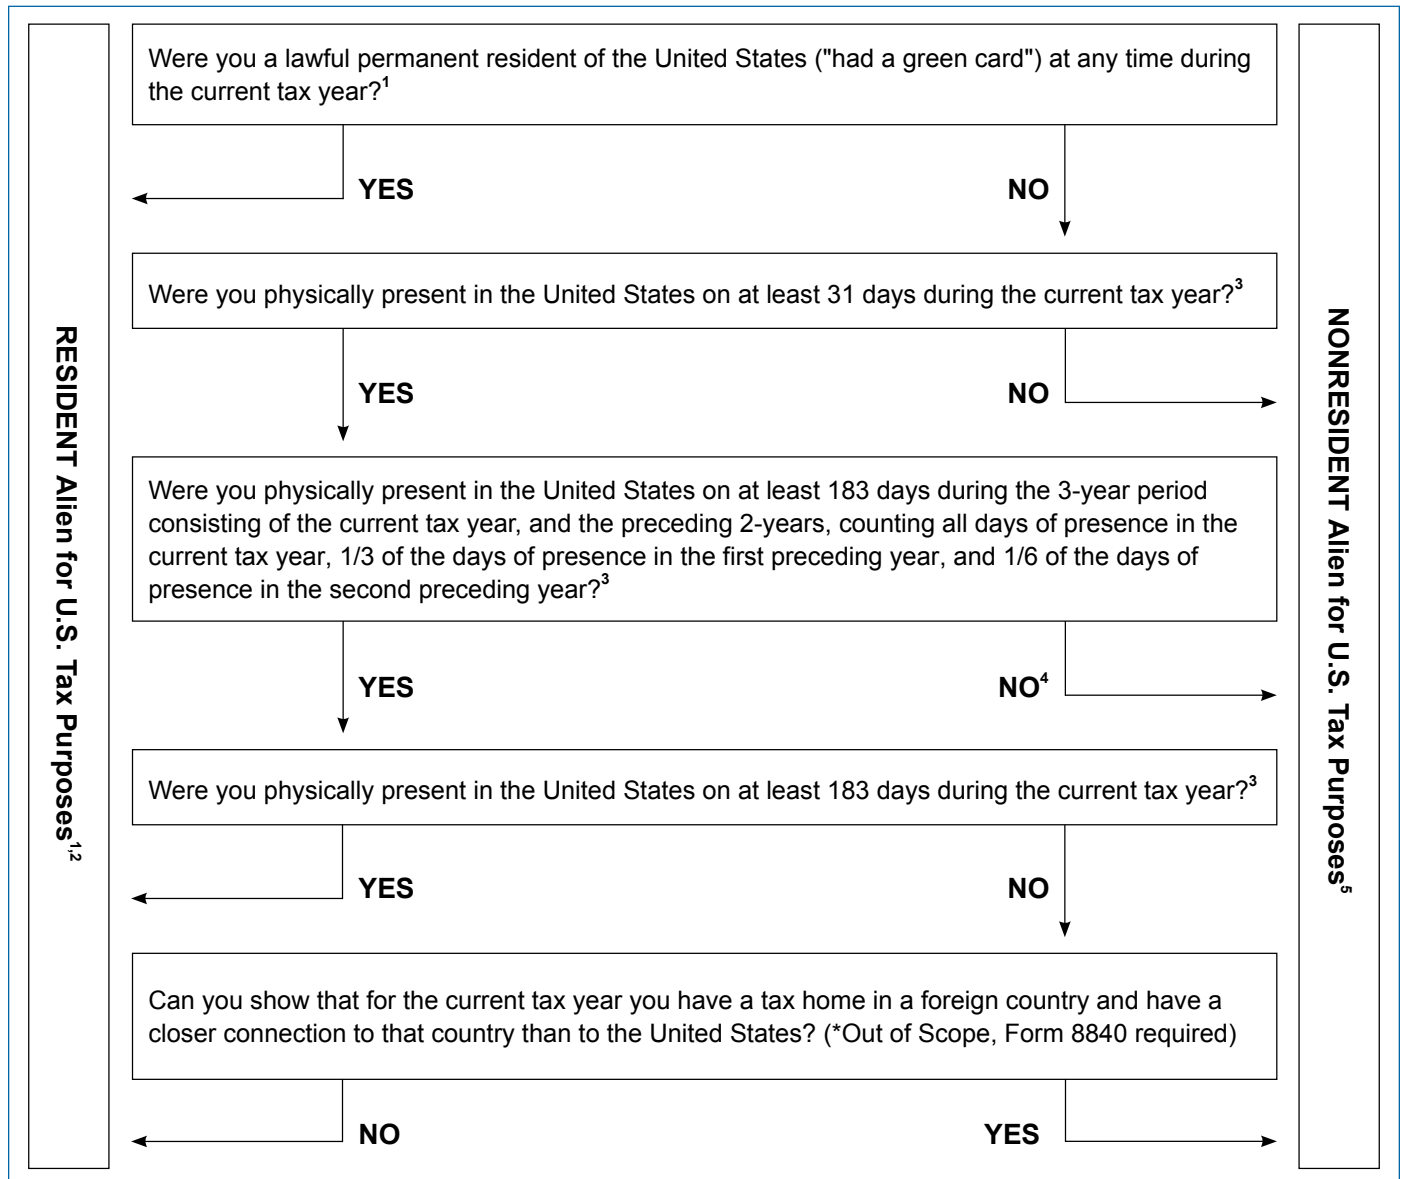 RESIDENT Alien for U.S. Tax Purposes1,2
Were you a lawful permanent resident of the United States ("had a green card") at any time during
the current tax year?1
YES
NO
Were you physically present in the United States on at least 31 days during the current tax year?3
YES
NO
Were you physically present in the United States on at least 183 days during the 3-year period
consisting of the current tax year, and the preceding 2-years, counting all days of presence in the
current tax year, 1/3 of the days of presence in the first preceding year, and 1/6 of the days of
presence in the second preceding year?3
YES
NO4
Were you physically present in the United States on at least 183 days during the current tax year?3
YES
NO
Can you show that for the current tax year you have a tax home in a foreign country and have a
closer connection to that country than to the United States? (*Out of Scope, Form 8840 required)
NO
YES
NONRESIDENT Alien for U.S. Tax Purposes5